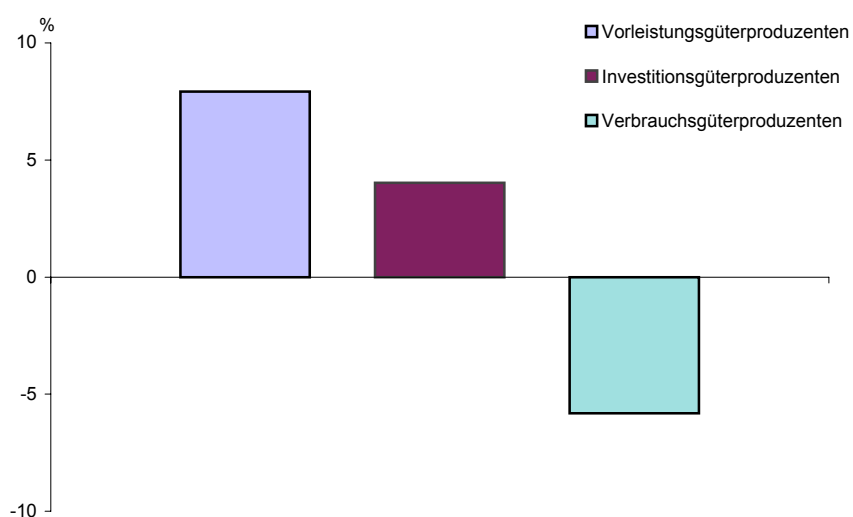 %
10
5
0
-5
-10
Vorleistungsgüterproduzenten
Investitionsgüterproduzenten
Verbrauchsgüterproduzenten